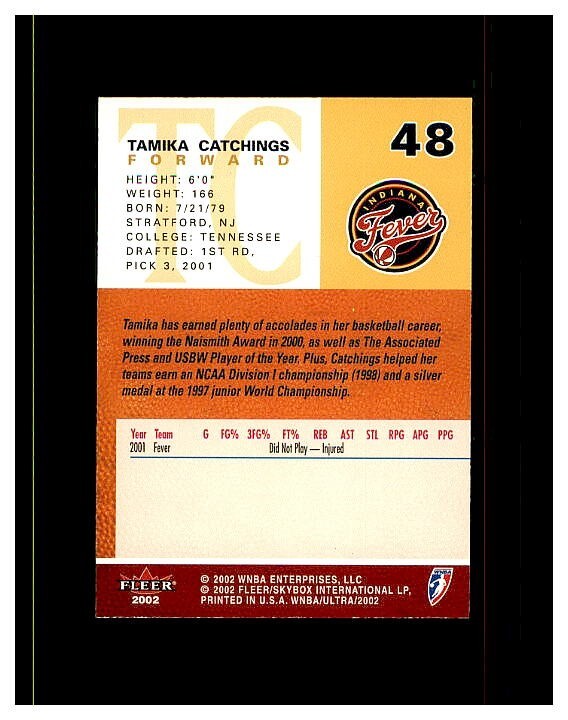 TC
TAMIKA CATCHINGS
FORWARD
HEIGHT: 6'0"
WEIGHT: 166
BORN: 7/21/79
STRATFORD, NJ
COLLEGE: TENNESSEE
DRAFTED: 1ST RD,
PICK 3, 2001
48
INDIANA
Fever
Tamika has earned plenty of accolades in her basketball career,
winning the Naismith Award in 2000, as well as The Associated
Press and USBW Player of the Year. Plus, Catchings helped her
teams earn an NCAA Division I championship (1998) and a silver
medal at the 1997 junior World Championship.
Year Team G FG% 3FG% FT% REB AST STL RPG APG PPG
2001 Fever Did Not Play — Injured
FLEER
2002
© 2002 WNBA ENTERPRISES, LLC
© 2002 FLEER/SKYBOX INTERNATIONAL LP,
PRINTED IN U.S.A. WNBA/ULTRA/2002
WNBA